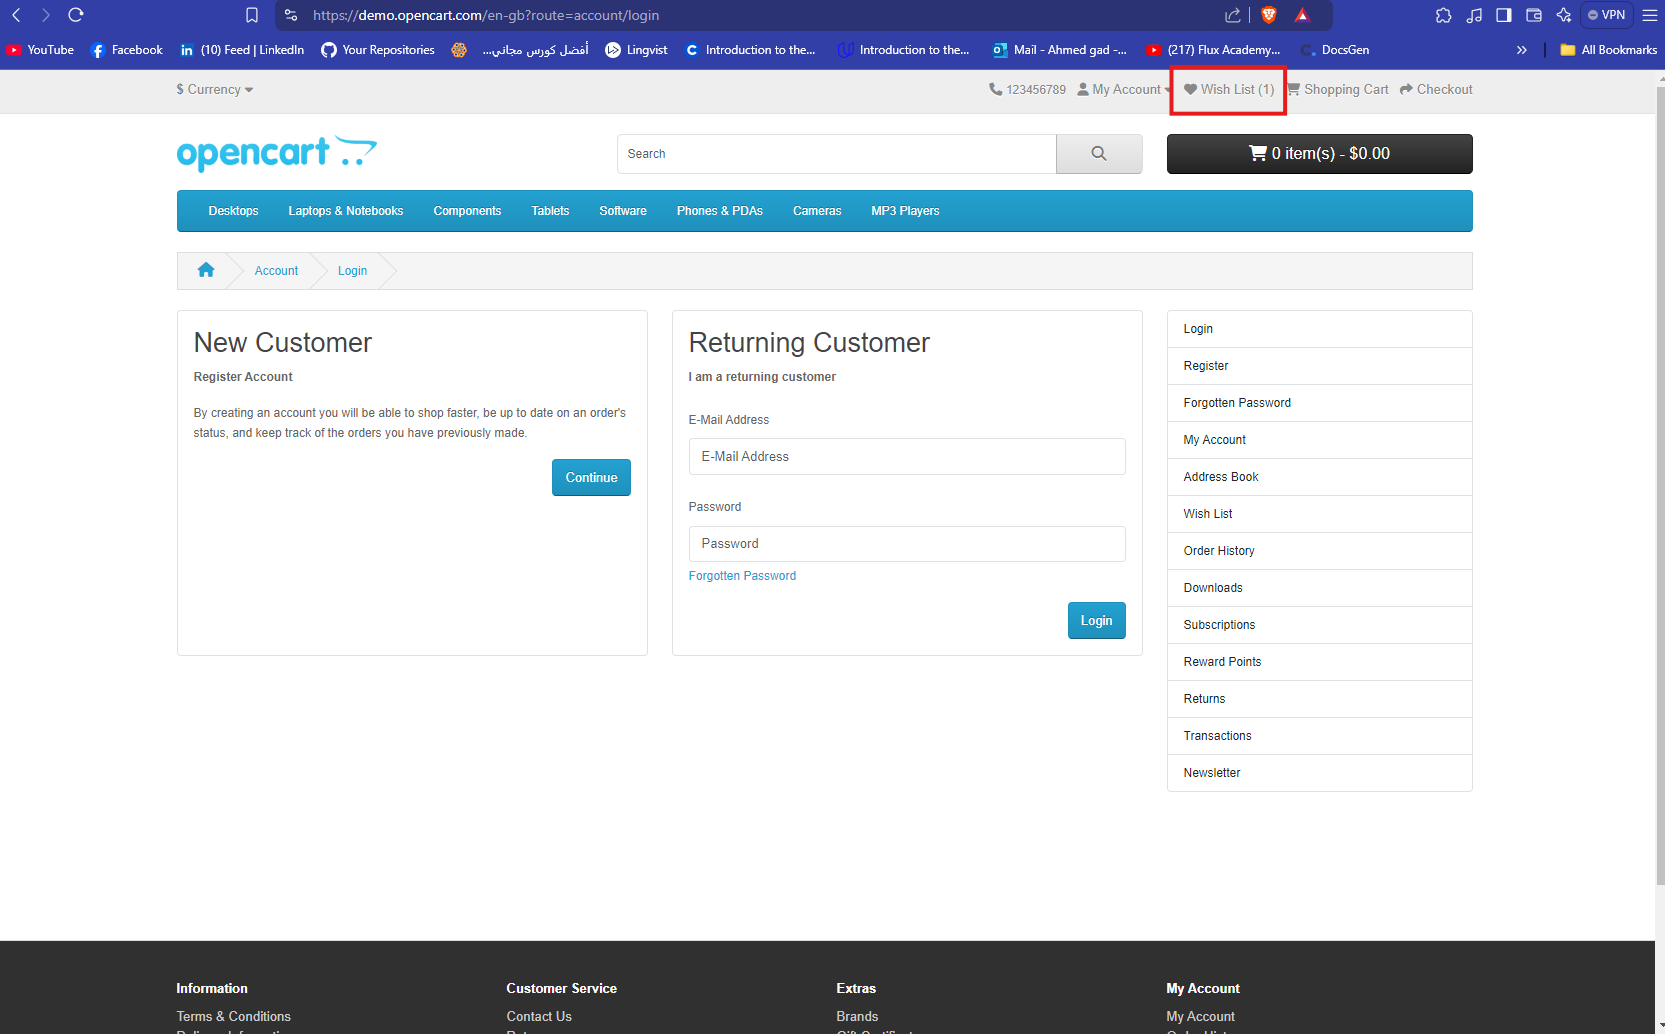 https://demo.opencart.com/en-gb?route=account/login
VPN
YouTube
Facebook
(10) Feed | LinkedIn
Your Repositories
أفضل كورس مجاني...
Lingvist
Introduction to the...
Introduction to the...
Mail - Ahmed gad -...
(217) Flux Academy...
DocsGen
»
All Bookmarks
$ Currency
123456789
My Account
Wish List (1)
Shopping Cart
Checkout
opencart
Search
0 item(s) - $0.00
Desktops
Laptops & Notebooks
Components
Tablets
Software
Phones & PDAs
Cameras
MP3 Players
Account
Login
New Customer
Register Account
By creating an account you will be able to shop faster, be up to date on an order's
status, and keep track of the orders you have previously made.
Continue
Returning Customer
I am a returning customer
E-Mail Address
E-Mail Address
Password
Password
Forgotten Password
Login
Login
Register
Forgotten Password
My Account
Address Book
Wish List
Order History
Downloads
Subscriptions
Reward Points
Returns
Transactions
Newsletter
Information
Terms & Conditions
Customer Service
Contact Us
Extras
Brands
My Account
My Account